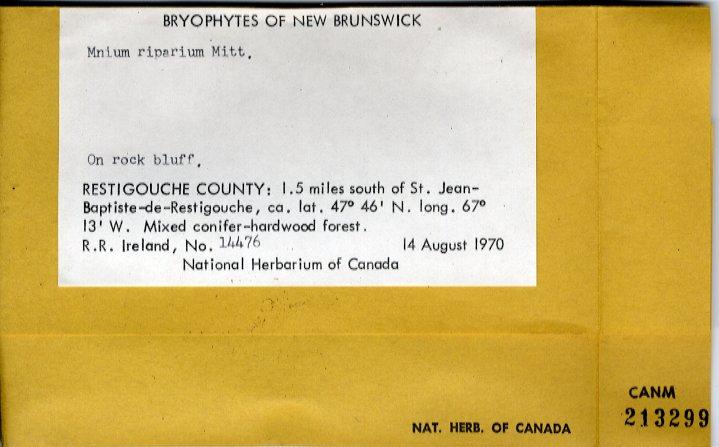 BRYOPHYTES OF NEW BRUNSWICK
Mnium riparium Mitt.
On rock bluff.
RESTIGOUCHE COUNTY: 1.5 miles south of St. Jean-
Baptiste-de-Restigouche, ca. lat. 47° 46' N. long. 67°
13' W. Mixed conifer-hardwood forest.
R.R. Ireland, No. 14476 14 August 1970
National Herbarium of Canada
CANM
213299
NAT. HERB. OF CANADA